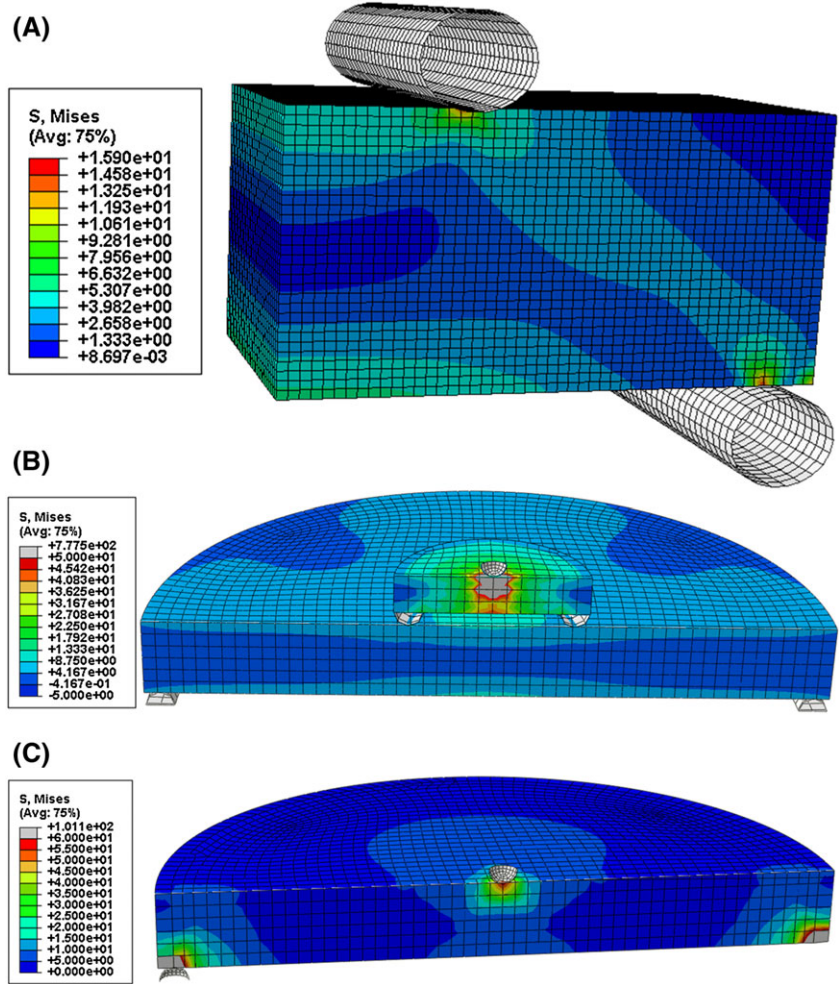 (A)
S, Mises
(Avg: 75%)
+1.590e+01
+1.458e+01
+1.325e+01
+1.193e+01
+1.061e+01
+9.281e+00
+7.956e+00
+6.632e+00
+5.307e+00
+3.982e+00
+2.658e+00
+1.333e+00
+8.697e-03
(B)
S, Mises
(Avg: 75%)
+7.775e+02
+5.000e+01
+4.542e+01
+4.083e+01
+3.625e+01
+3.167e+01
+2.708e+01
+2.250e+01
+1.792e+01
+1.333e+01
+8.750e+00
+4.167e+00
-4.167e-01
-5.000e+00
(C)
S, Mises
(Avg: 75%)
+1.011e+02
+6.000e+01
+5.500e+01
+5.000e+01
+4.500e+01
+4.000e+01
+3.500e+01
+3.000e+01
+2.500e+01
+2.000e+01
+1.500e+01
+1.000e+01
+5.000e+00
+0.000e+00